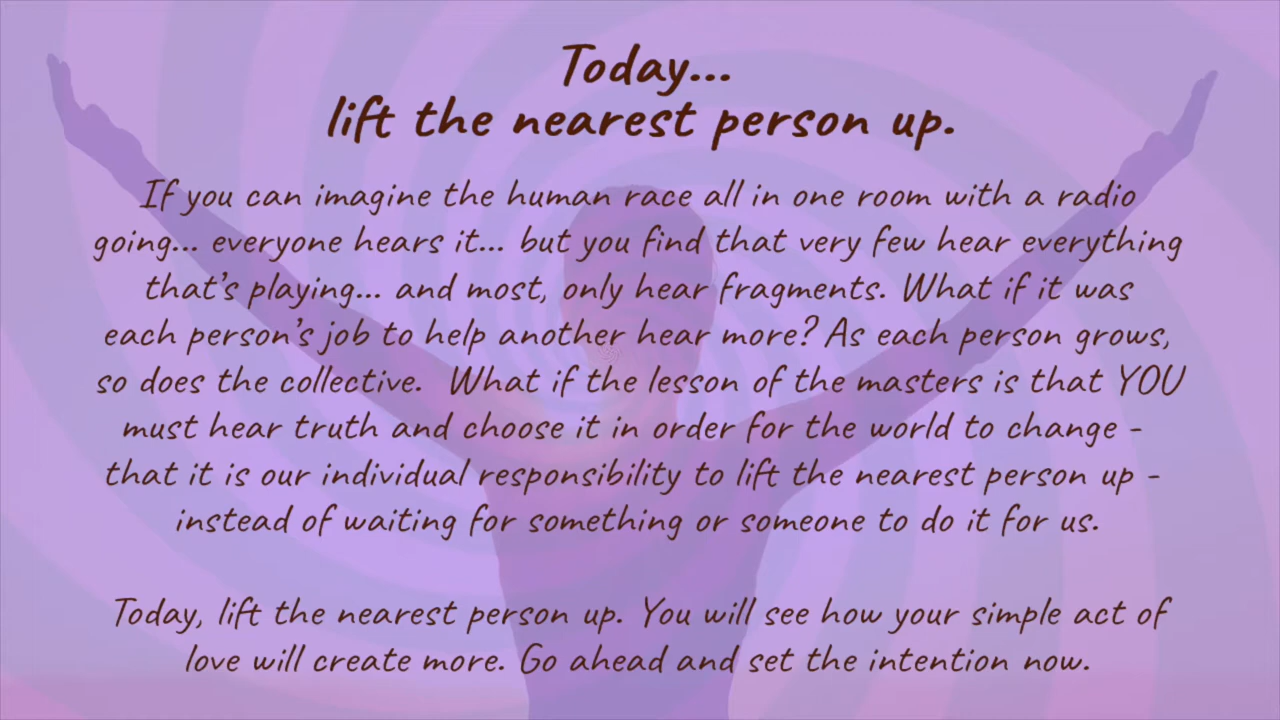 Today...
lift the nearest person up.
If you can imagine the human race all in one room with a radio
going... everyone hears it... but you find that very few hear everything
that's playing... and most, only hear fragments. What if it was
each person's job to help another hear more? As each person grows,
so does the collective.  What if the lesson of the masters is that YOU
must hear truth and choose it in order for the world to change -
that it is our individual responsibility to lift the nearest person up -
instead of waiting for something or someone to do it for us.
Today, lift the nearest person up. You will see how your simple act of
love will create more. Go ahead and set the intention now.